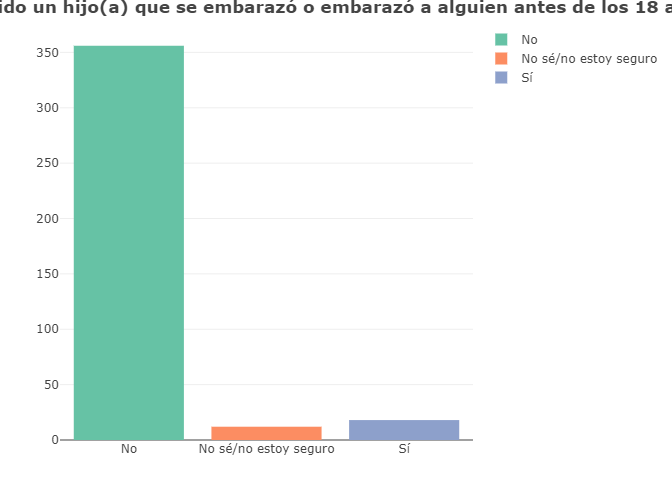 ido un hijo(a) que se embarazó o embarazó a alguien antes de los 18 a
No
No sé/no estoy seguro
Sí
350
300
250
200
150
100
50
0
No
No sé/no estoy seguro
Sí